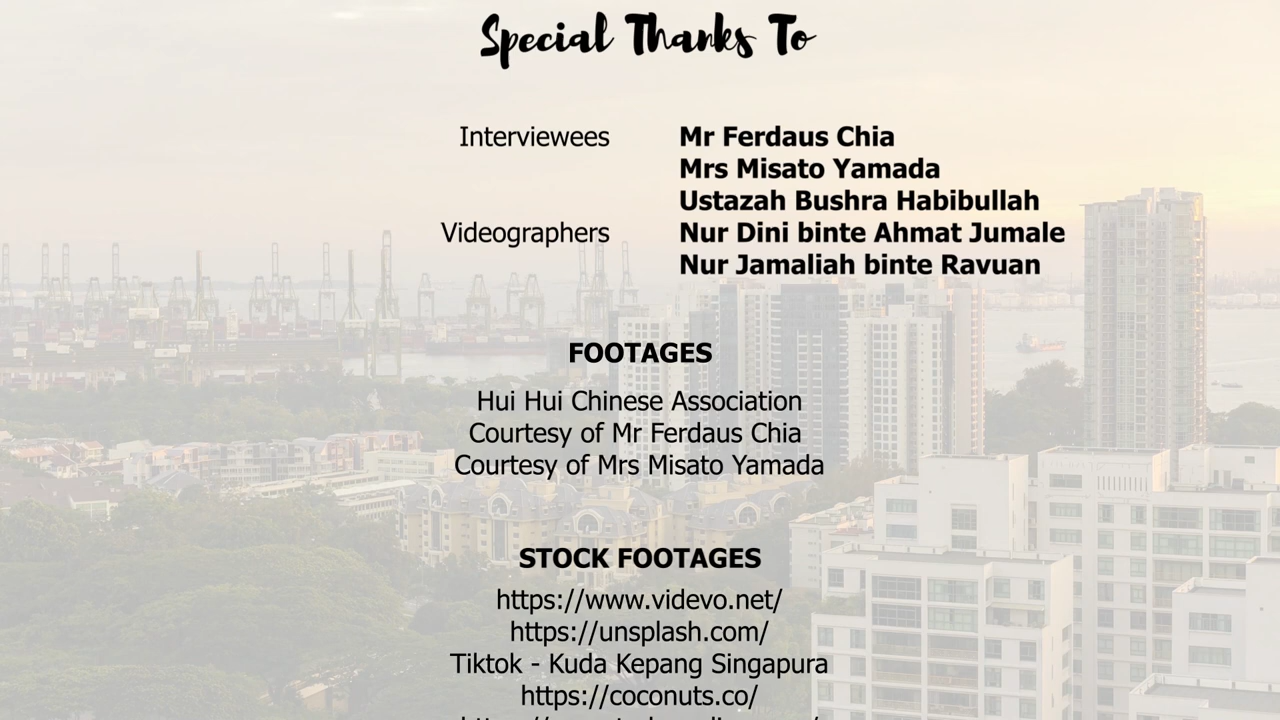 Special Thanks To
Interviewees Mr Ferdaus Chia
Mrs Misato Yamada
Ustazah Bushra Habibullah
Videographers Nur Dini binte Ahmat Jumale
Nur Jamaliah binte Ravuan
FOOTAGES
Hui Hui Chinese Association
Courtesy of Mr Ferdaus Chia
Courtesy of Mrs Misato Yamada
STOCK FOOTAGES
https://www.videvo.net/
https://unsplash.com/
Tiktok - Kuda Kepang Singapura
https://coconuts.co/